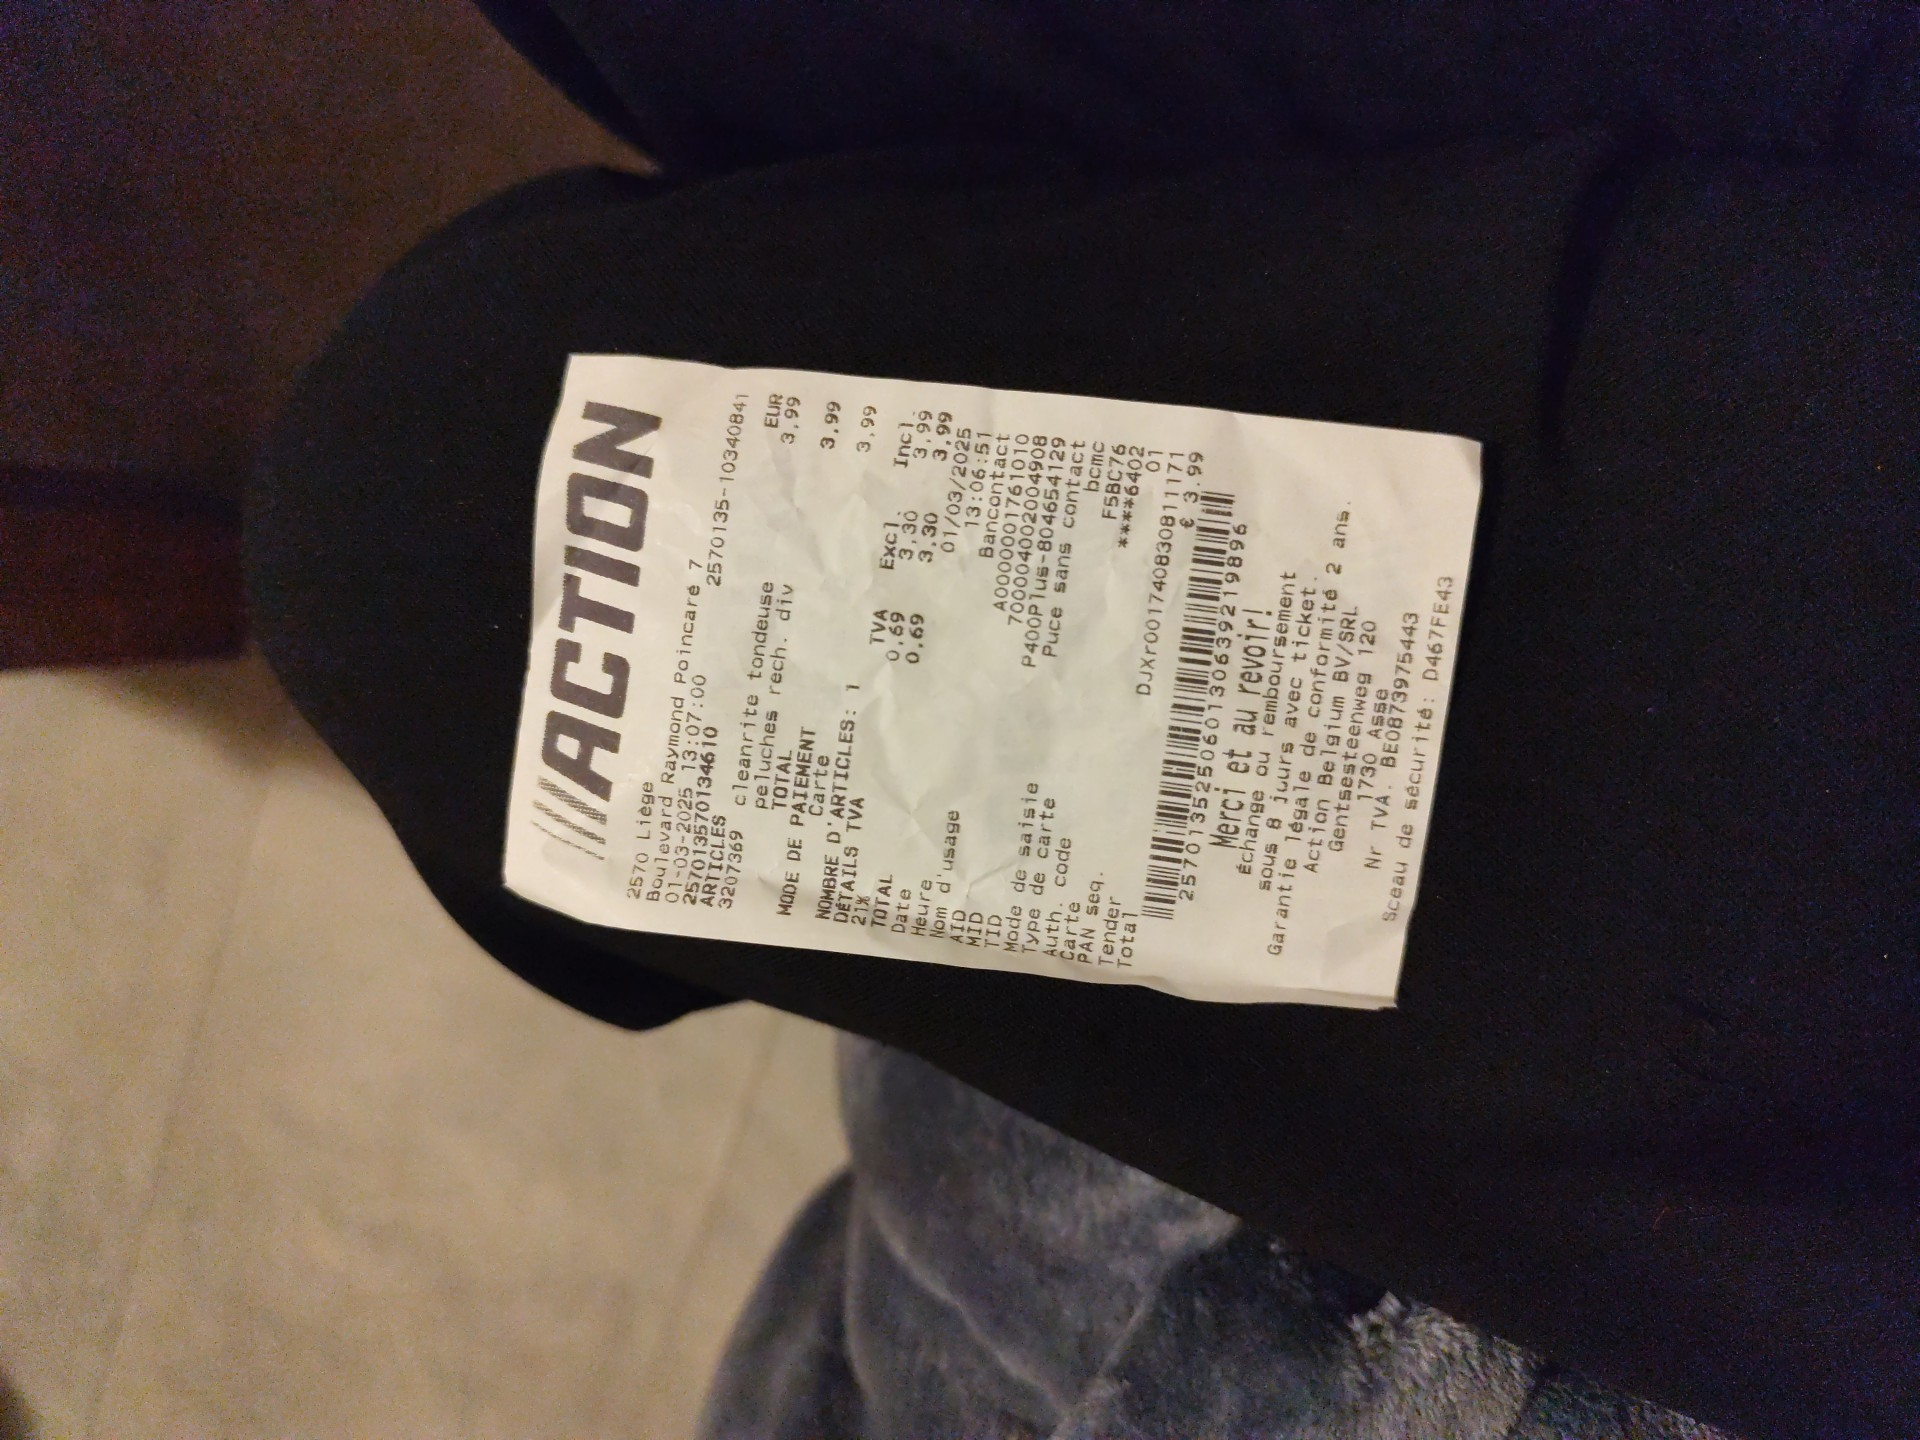 ACTION
2570 Liège
Boulevard Raymond Poincaré 7
01-03-2025 13:07:00 2570135-10340841
2570135701034610
ARTICLES EUR
3207369 cleanrite tondeuse 3,99
peluches rech. div
TOTAL 3,99
MODE DE PAIEMENT
Carte 3,99
NOMBRE D'ARTICLES: 1
DÉTAILS TVA TVA Excl. Incl.
21% 0,69 3,30 3,99
TOTAL 0,69 3,30 3,99
Date 01/03/2025
Heure 13:06:51
Nom d'usage Bancontact
AID A0000001761010
MID 700004002004908
TID P400Plus-804654129
Mode de saisie Puce sans contact
Type de carte bcmc
Auth. code F5BC76
Carte ****6402
PAN seq. 01
Tender DJXr001740830811171
Total € 3.99
257013525060130639219896
Merci et au revoir!
Échange ou remboursement
sous 8 jours avec ticket.
Garantie légale de conformité 2 ans.
Action Belgium BV/SRL
Gentsesteenweg 120
1730 Asse
Nr TVA. BE0873975443
Sceau de sécurité: D467FE43